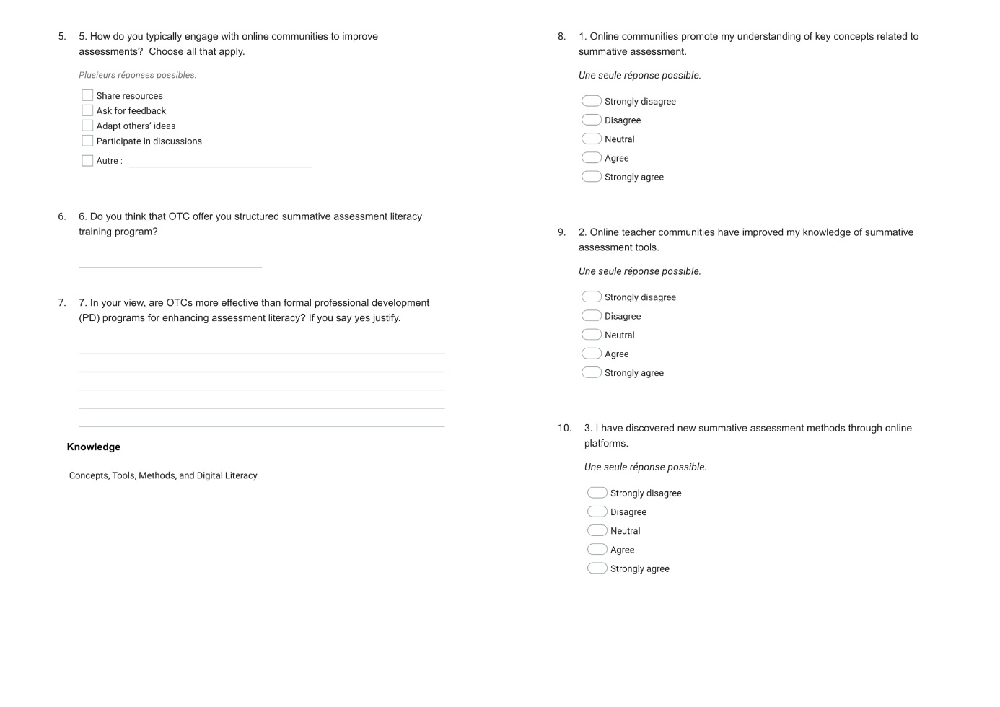 5. 5. How do you typically engage with online communities to improve
assessments?  Choose all that apply.
Plusieurs réponses possibles.
Share resources
Ask for feedback
Adapt others’ ideas
Participate in discussions
Autre :
6. 6. Do you think that OTC offer you structured summative assessment literacy
training program?
7. 7. In your view, are OTCs more effective than formal professional development
(PD) programs for enhancing assessment literacy? If you say yes justify.
Knowledge
Concepts, Tools, Methods, and Digital Literacy
8. 1. Online communities promote my understanding of key concepts related to
summative assessment.
Une seule réponse possible.
Strongly disagree
Disagree
Neutral
Agree
Strongly agree
9. 2. Online teacher communities have improved my knowledge of summative
assessment tools.
Une seule réponse possible.
Strongly disagree
Disagree
Neutral
Agree
Strongly agree
10. 3. I have discovered new summative assessment methods through online
platforms.
Une seule réponse possible.
Strongly disagree
Disagree
Neutral
Agree
Strongly agree